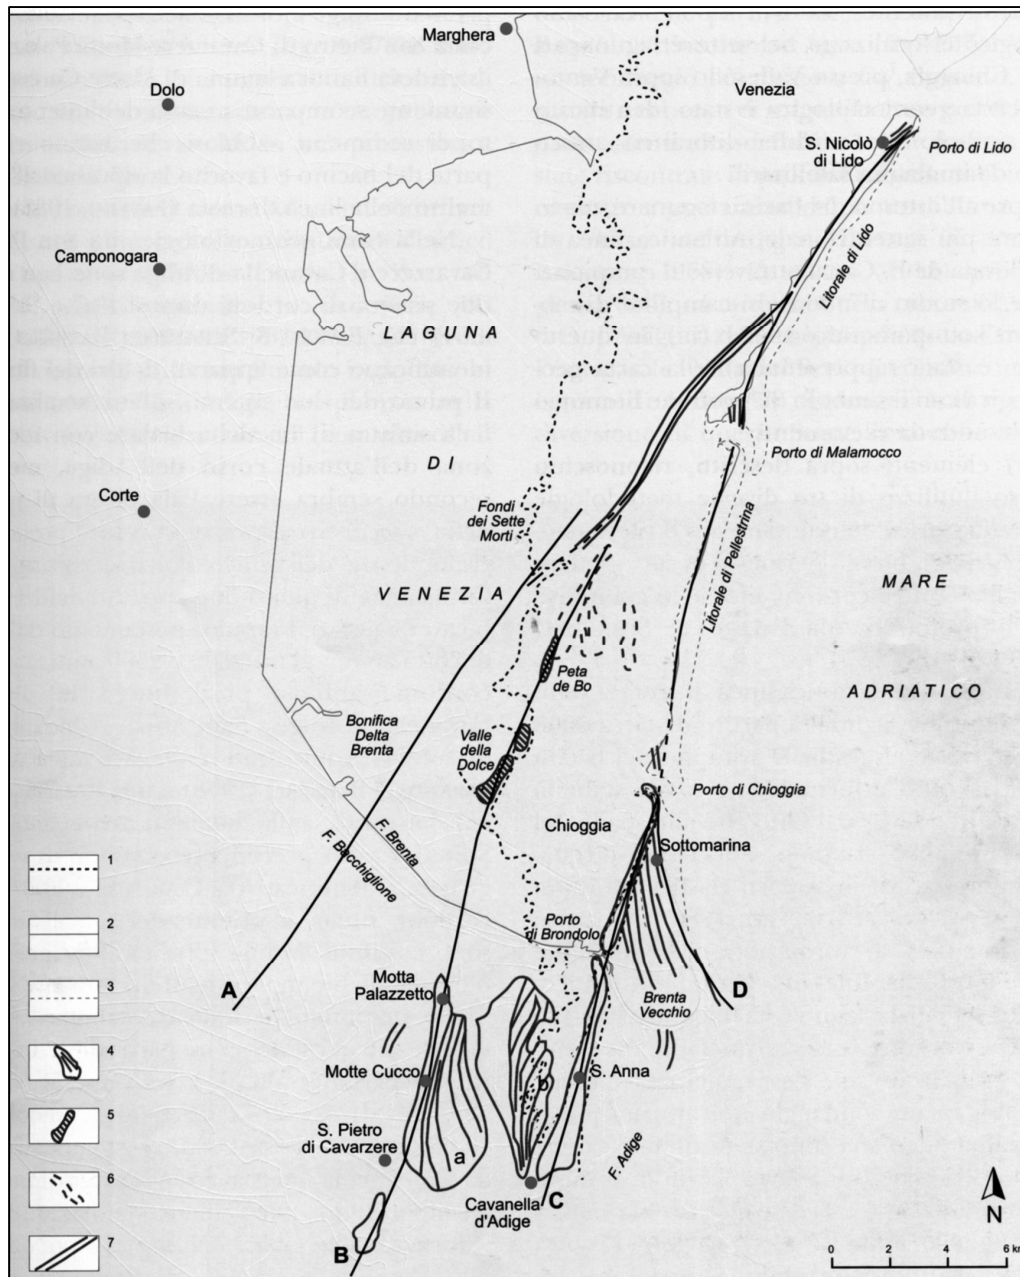 Marghera
Venezia
Dolo
S. Nicolò
di Lido
Porto di Lido
Camponogara
Litorale di Lido
LAGUNA
Porto di Malamocco
DI
Corte
Fondi
dei Sette
Morti
Litorale di Pellestrina
MARE
VENEZIA
Peta
de Bo
ADRIATICO
Bonifica
Delta
Brenta
Valle
della
Dolce
Porto di Chioggia
Chioggia
F. Brenta
F. Bacchiglione
Sottomarina
Porto
di Brondolo
A
Motta
Palazzetto
Brenta
Vecchio
D
Motte Cucco
b
S. Anna
S. Pietro
di Cavarzere
a
F. Adige
C
Cavanella
d'Adige
B
N
0 2 4 6 km
1
2
3
4
5
6
7